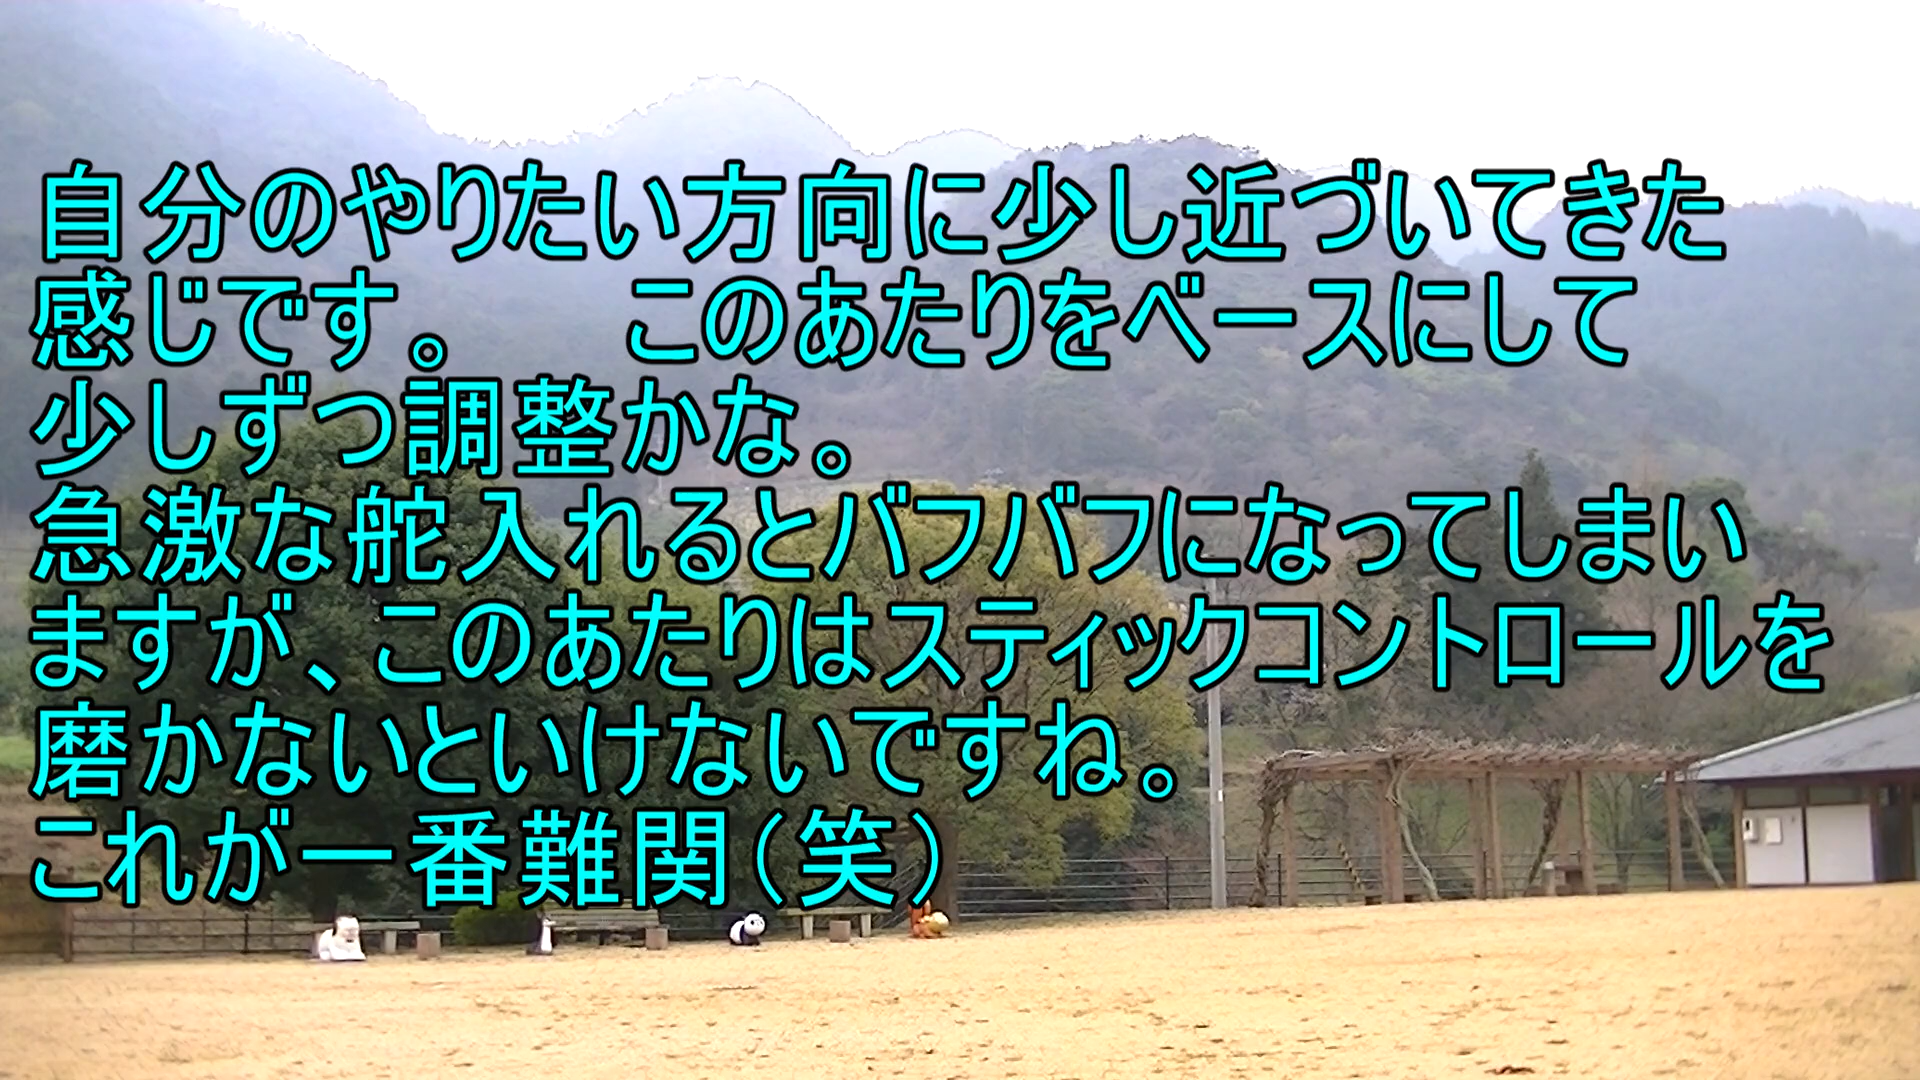 自分のやりたい方向に少し近づいてきた
感じです。　　このあたりをベースにして
少しずつ調整かな。
急激な舵入れるとバフバフになってしまい
ますが、このあたりはスティックコントロールを
磨かないといけないですね。
これが一番難関（笑）